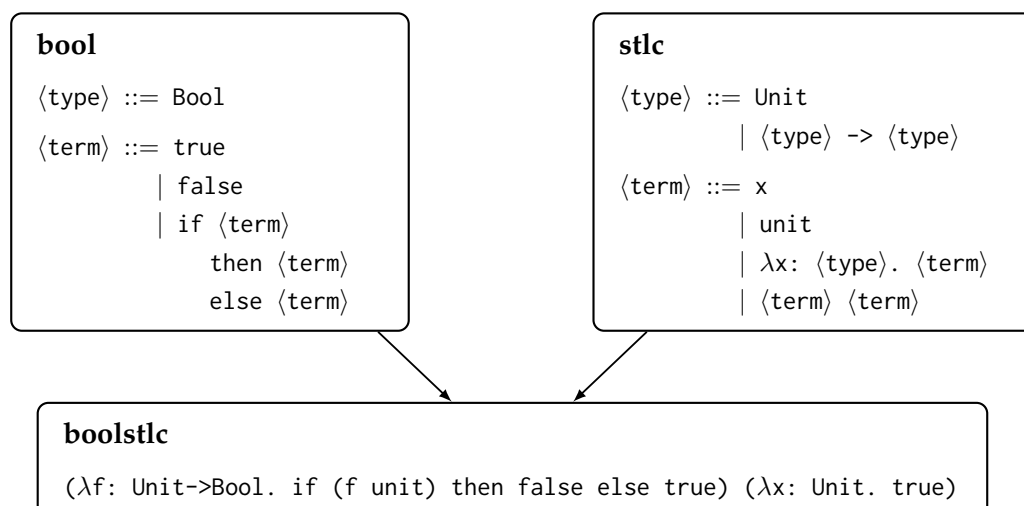 bool
⟨type⟩ ::= Bool
⟨term⟩ ::= true
| false
| if ⟨term⟩
then ⟨term⟩
else ⟨term⟩
stlc
⟨type⟩ ::= Unit
| ⟨type⟩ -> ⟨type⟩
⟨term⟩ ::= x
| unit
| λx: ⟨type⟩. ⟨term⟩
| ⟨term⟩ ⟨term⟩
boolstlc
(λf: Unit->Bool. if (f unit) then false else true) (λx: Unit. true)